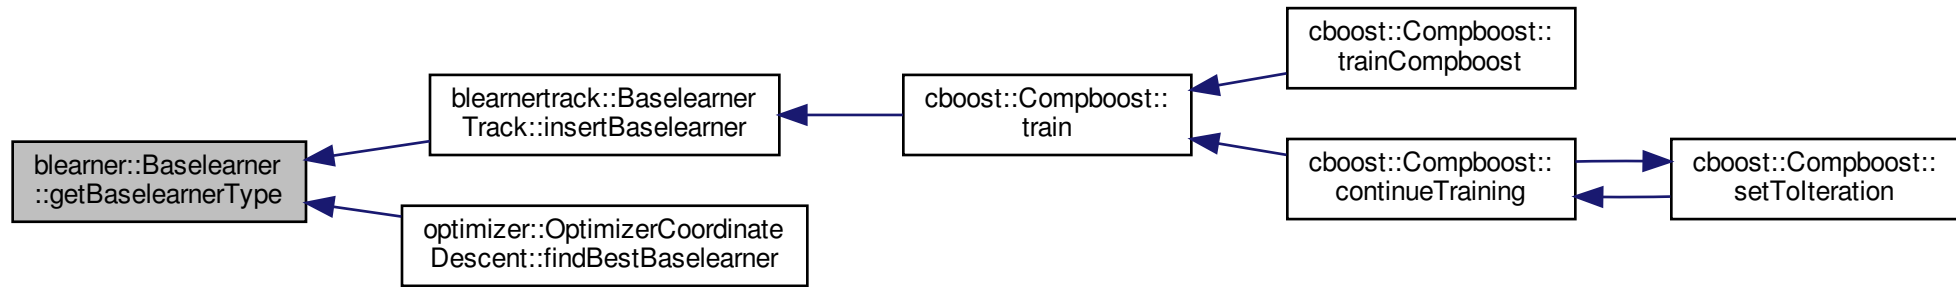 blearner::Baselearner
::getBaselearnerType
blearnertrack::Baselearner
Track::insertBaselearner
optimizer::OptimizerCoordinate
Descent::findBestBaselearner
cboost::Compboost::
train
cboost::Compboost::
trainCompboost
cboost::Compboost::
continueTraining
cboost::Compboost::
setToIteration